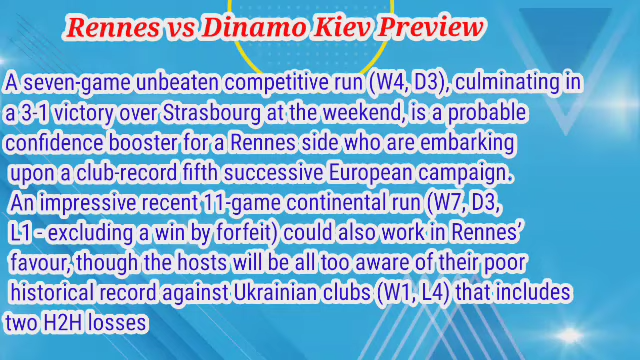 Rennes vs Dinamo Kiev Preview
A seven-game unbeaten competitive run (W4, D3), culminating in
a 3-1 victory over Strasbourg at the weekend, is a probable
confidence booster for a Rennes side who are embarking
upon a club-record fifth successive European campaign.
An impressive recent 11-game continental run (W7, D3,
L1 - excluding a win by forfeit) could also work in Rennes'
favour, though the hosts will be all too aware of their poor
historical record against Ukrainian clubs (W1, L4) that includes
two H2H losses